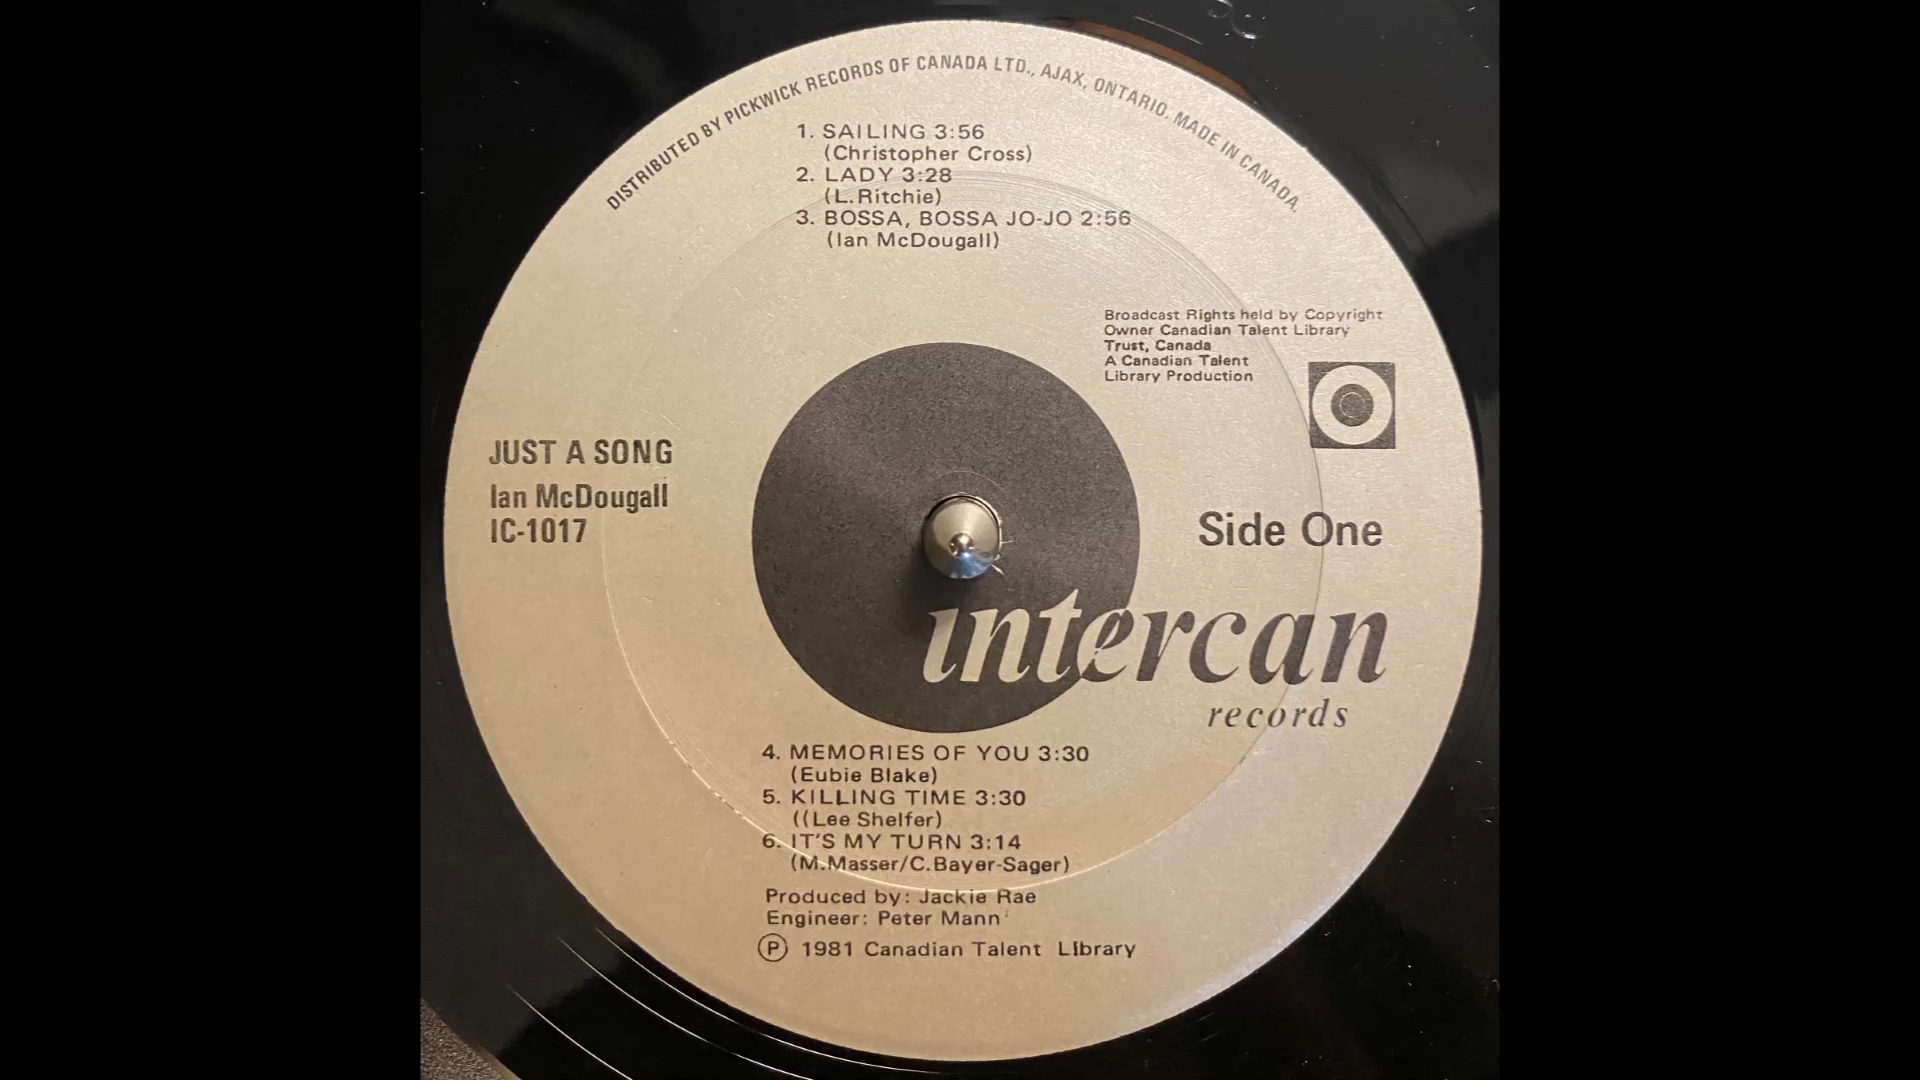 DISTRIBUTED BY PICKWICK RECORDS OF CANADA LTD., AJAX, ONTARIO. MADE IN CANADA.
1. SAILING 3:56
(Christopher Cross)
2. LADY 3:28
(L.Ritchie)
3. BOSSA, BOSSA JO-JO 2:56
(Ian McDougall)
Broadcast Rights held by Copyright
Owner Canadian Talent Library
Trust, Canada
A Canadian Talent
Library Production
JUST A SONG
Ian McDougall
IC-1017
Side One
intercan
records
4. MEMORIES OF YOU 3:30
(Eubie Blake)
5. KILLING TIME 3:30
((Lee Shelfer)
6. IT'S MY TURN 3:14
(M.Masser/C.Bayer-Sager)
Produced by: Jackie Rae
Engineer: Peter Mann
Ⓟ 1981 Canadian Talent Library